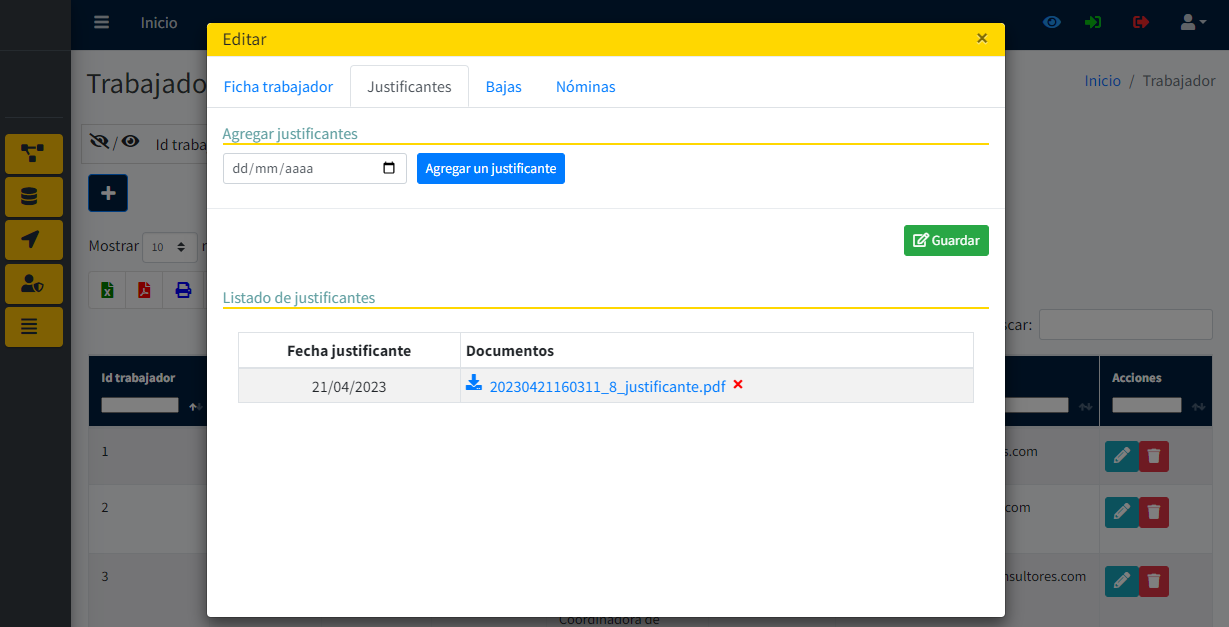 Inicio
Editar
×
Trabajado
Inicio / Trabajador
Ficha trabajador
Justificantes
Bajas
Nóminas
Agregar justificantes
/ Id traba
dd/mm/aaaa
Agregar un justificante
+
Mostrar 10
Guardar
Listado de justificantes
car:
Fecha justificante
Documentos
21/04/2023
20230421160311_8_justificante.pdf
Id trabajador
Acciones
1
s.com
2
.com
3
nsultores.com
Coordinadora de